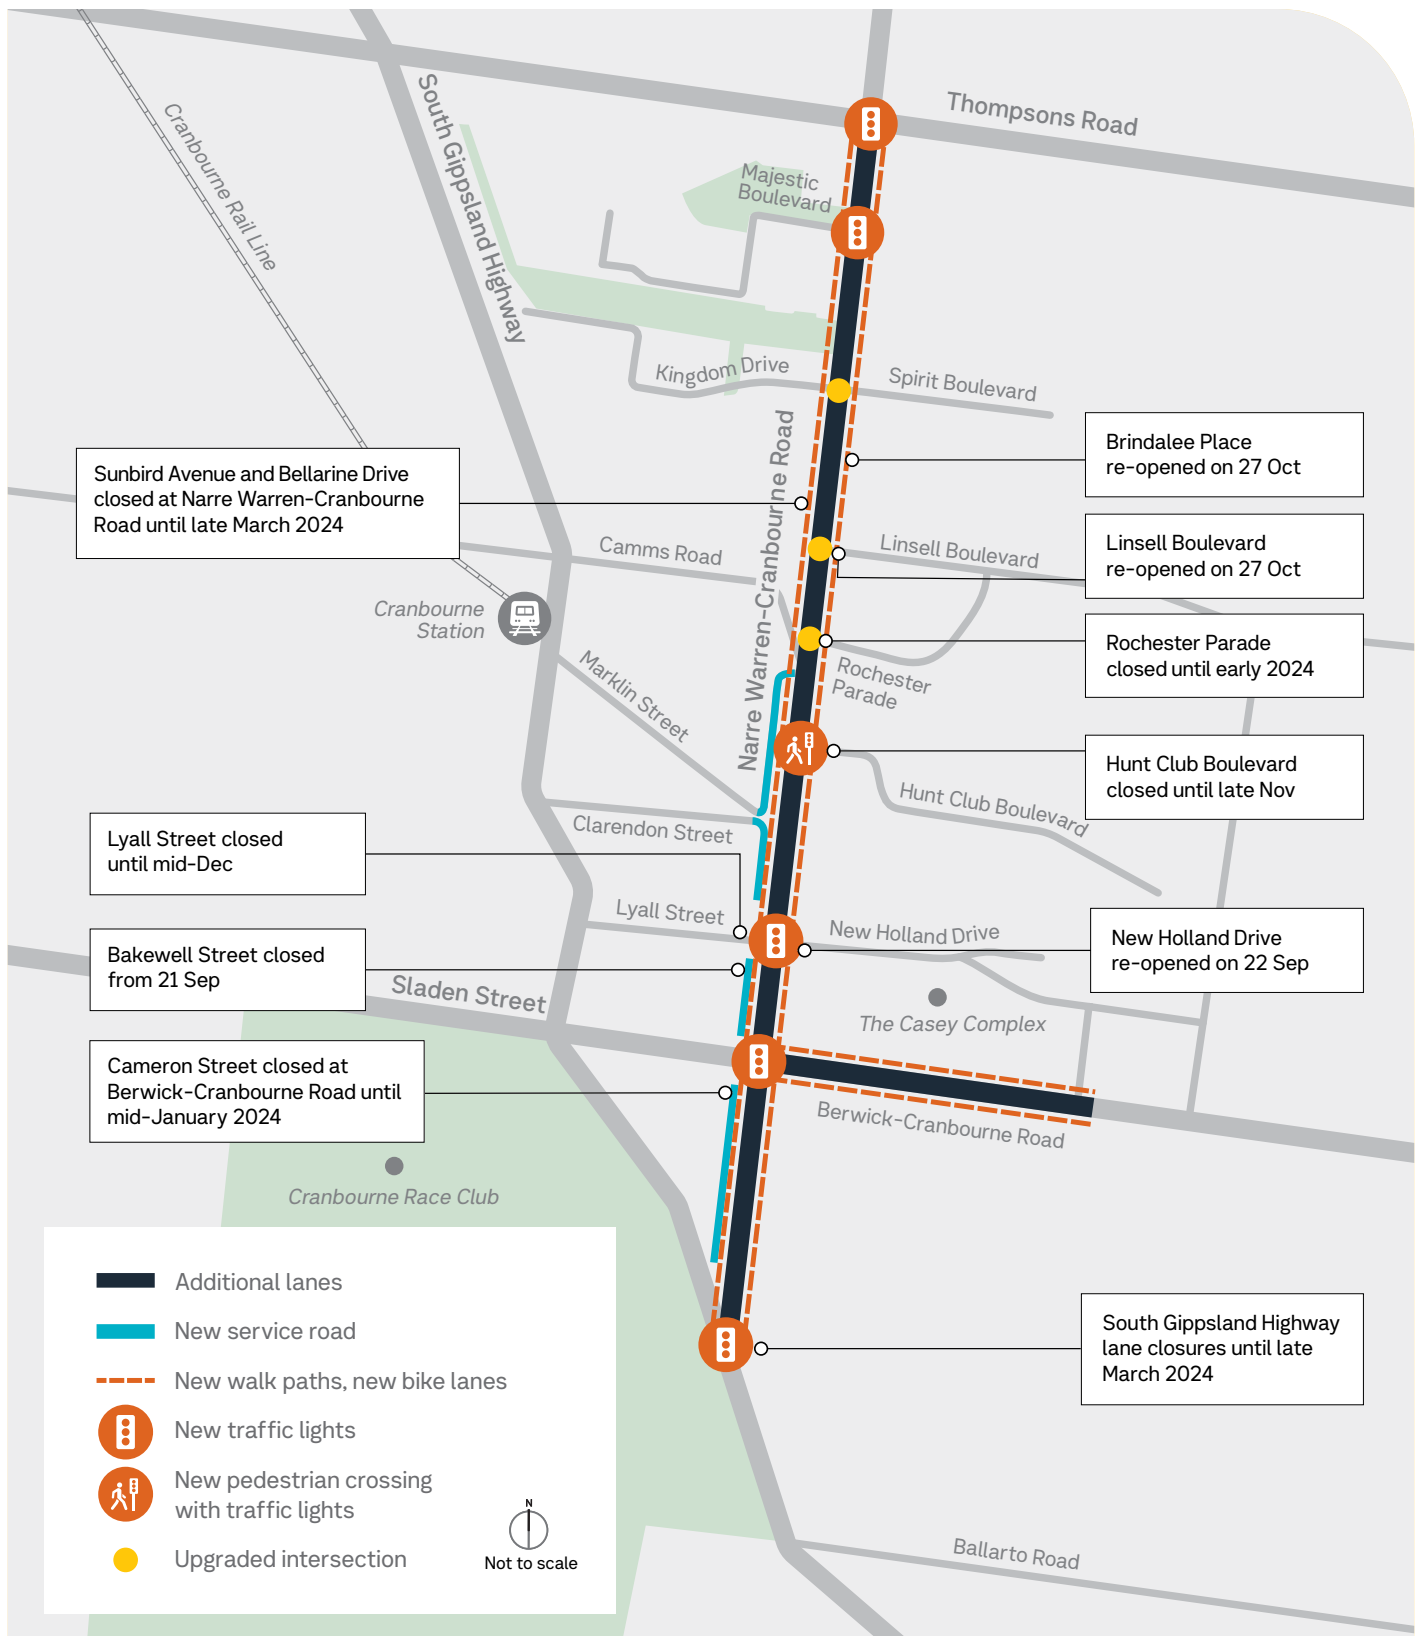 Thompsons Road
South Gippsland Highway
Cranbourne Rail Line
Majestic
Boulevard
Kingdom Drive
Spirit Boulevard
Narre Warren-Cranbourne Road
Brindalee Place
re-opened on 27 Oct
Sunbird Avenue and Bellarine Drive
closed at Narre Warren-Cranbourne
Road until late March 2024
Camms Road
Linsell Boulevard
Linsell Boulevard
re-opened on 27 Oct
Cranbourne
Station
Rochester Parade
closed until early 2024
Marklin Street
Rochester
Parade
Hunt Club Boulevard
closed until late Nov
Hunt Club Boulevard
Clarendon Street
Lyall Street closed
until mid-Dec
Lyall Street
New Holland Drive
New Holland Drive
re-opened on 22 Sep
Bakewell Street closed
from 21 Sep
Sladen Street
The Casey Complex
Cameron Street closed at
Berwick-Cranbourne Road until
mid-January 2024
Berwick-Cranbourne Road
Cranbourne Race Club
South Gippsland Highway
lane closures until late
March 2024
Additional lanes
New service road
New walk paths, new bike lanes
New traffic lights
New pedestrian crossing
with traffic lights
Upgraded intersection
N
Not to scale
Ballarto Road